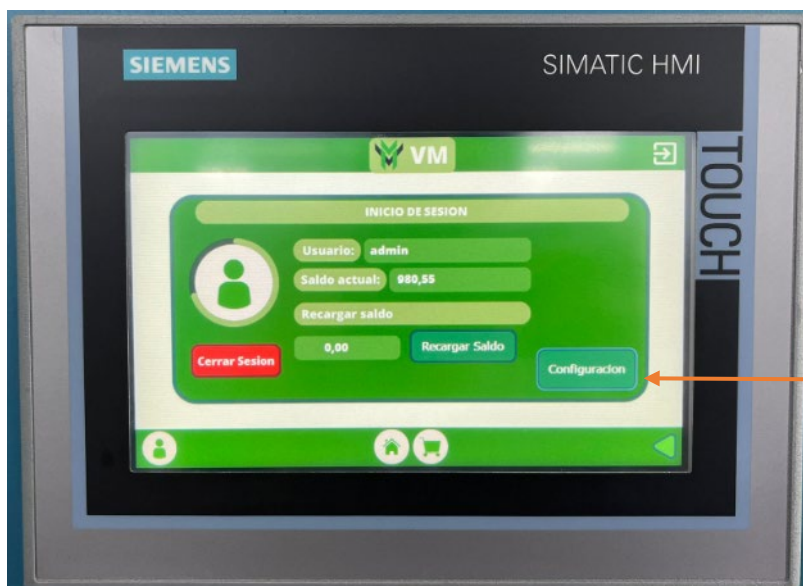 SIEMENS
SIMATIC HMI
TOUCH
VM
INICIO DE SESION
Usuario: admin
Saldo actual: 980,55
Recargar saldo
0,00 Recargar Saldo
Cerrar Sesion
Configuracion